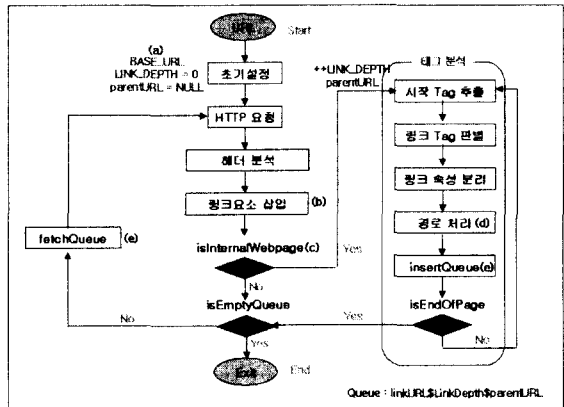 URL
Start
(a)
BASE_URL
LINK_DEPTH = 0
parentURL = NULL
초기설정
HTTP 요청
헤더 분석
링크요소 삽입
(b)
isInternalWebpage(c)
Yes
No
fetchQueue
(e)
isEmptyQueue
No
Yes
Exit
End
++LINK_DEPTH
parentURL
태그 분석
시작 Tag 추출
링크 Tag 판별
링크 속성 분리
경로 처리 (d)
insertQueue(e)
isEndOfPage
Yes
No
Queue : linkURL$LinkDepth$parentURL